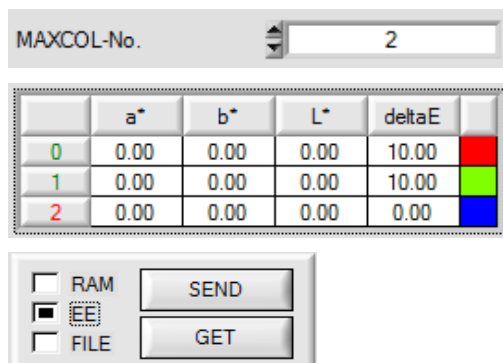 MAXCOL-No. 2
a* b* L* deltaE
0 0.00 0.00 0.00 10.00
1 0.00 0.00 0.00 10.00
2 0.00 0.00 0.00 0.00
RAM SEND
EE
FILE GET